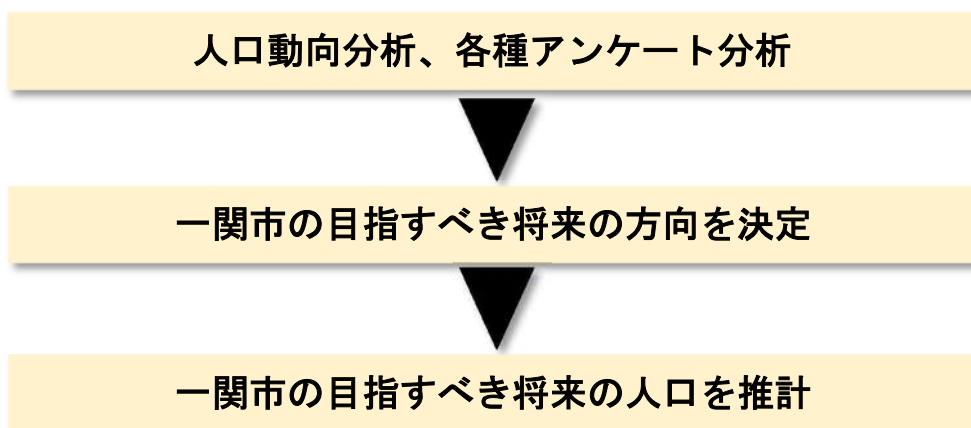 人口動向分析、各種アンケート分析
一関市の目指すべき将来の方向を決定
一関市の目指すべき将来の人口を推計